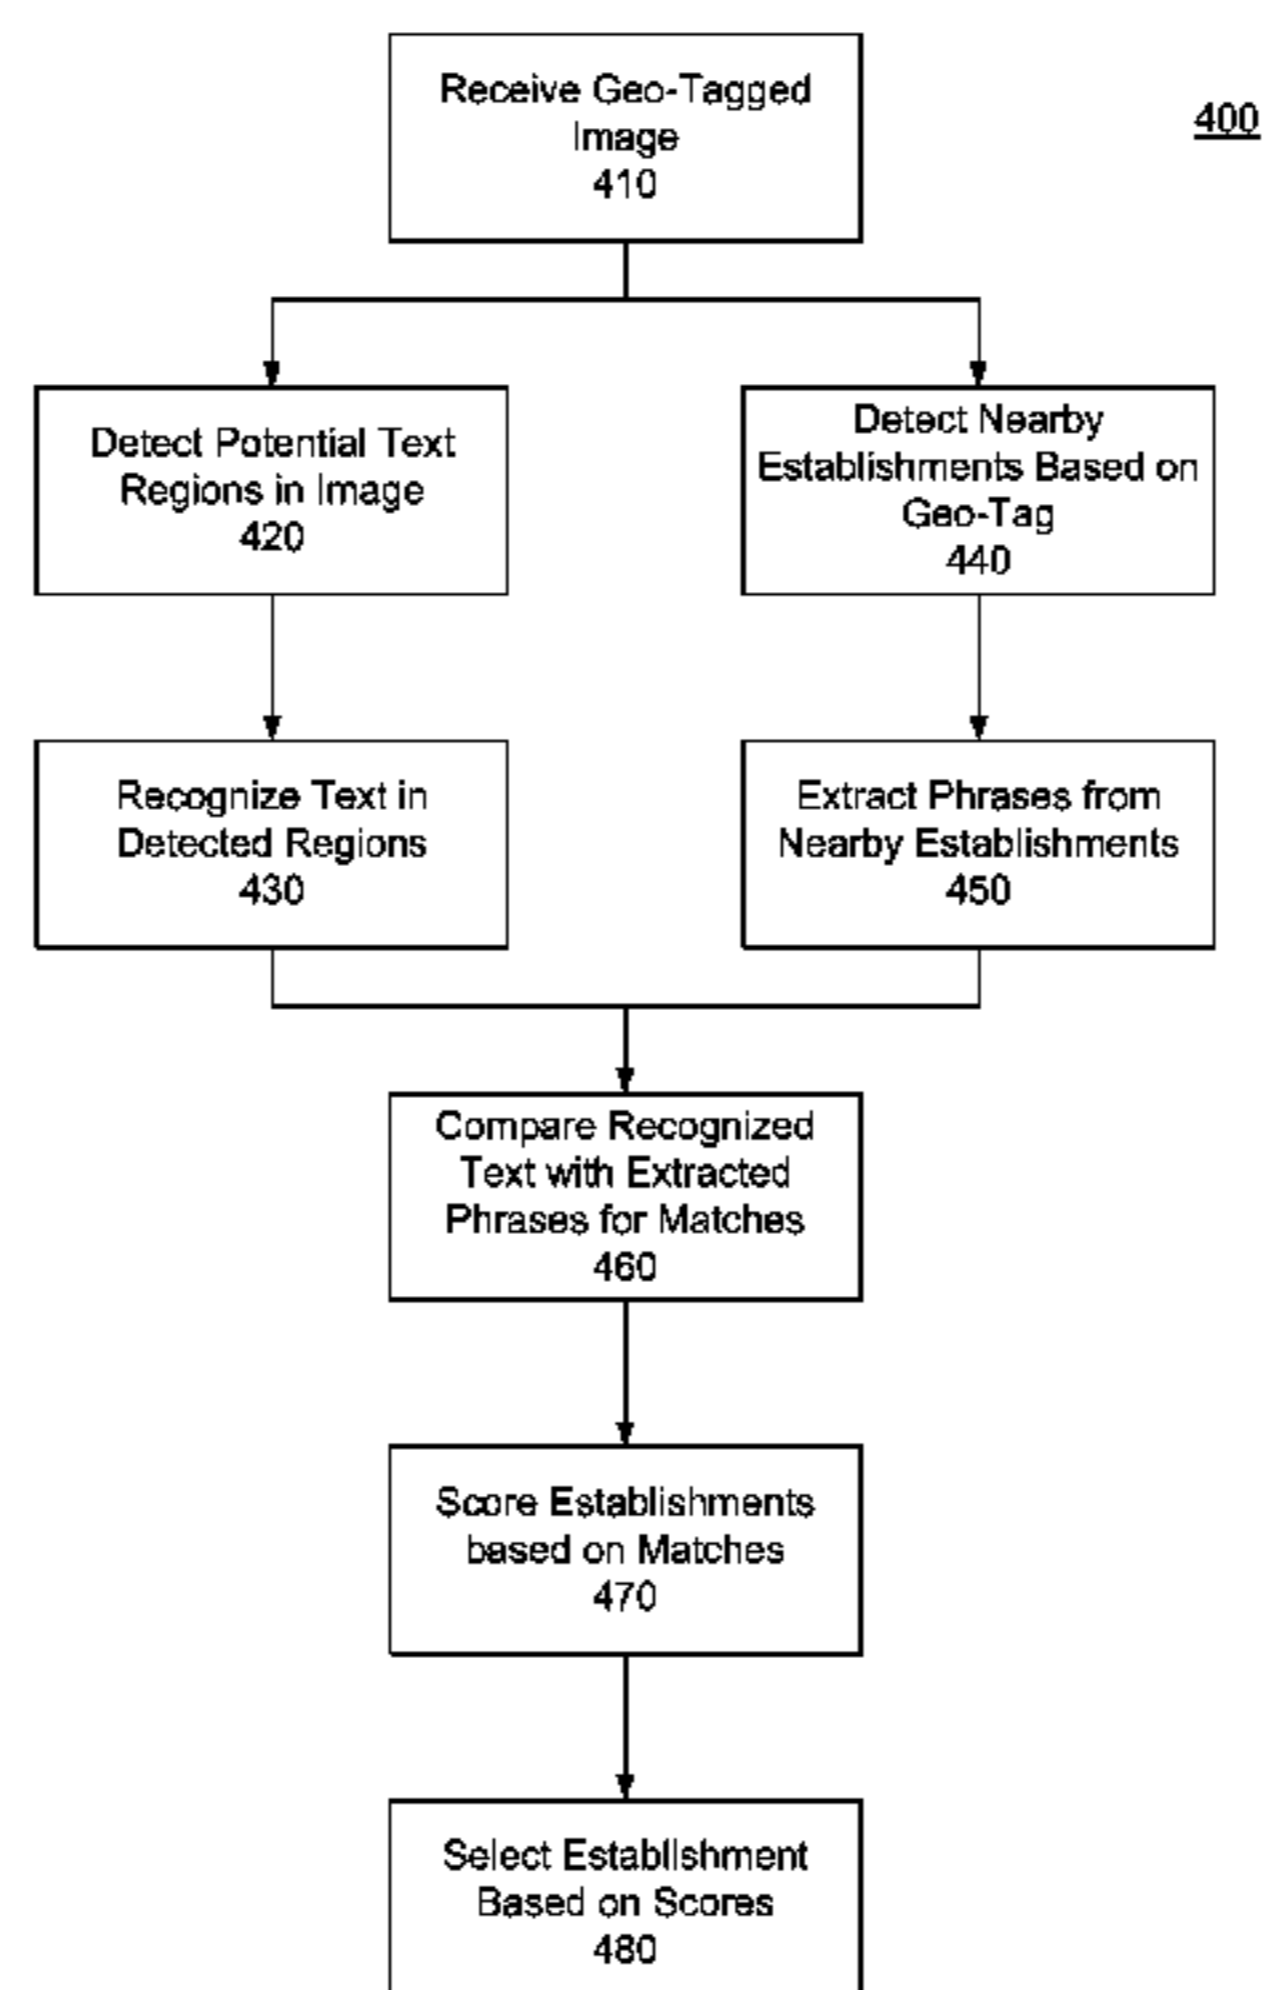 Receive Geo-Tagged
Image
410
400
Detect Potential Text
Regions in Image
420
Detect Nearby
Establishments Based on
Geo-Tag
440
Recognize Text in
Detected Regions
430
Extract Phrases from
Nearby Establishments
450
Compare Recognized
Text with Extracted
Phrases for Matches
460
Score Establishments
based on Matches
470
Select Establishment
Based on Scores
480